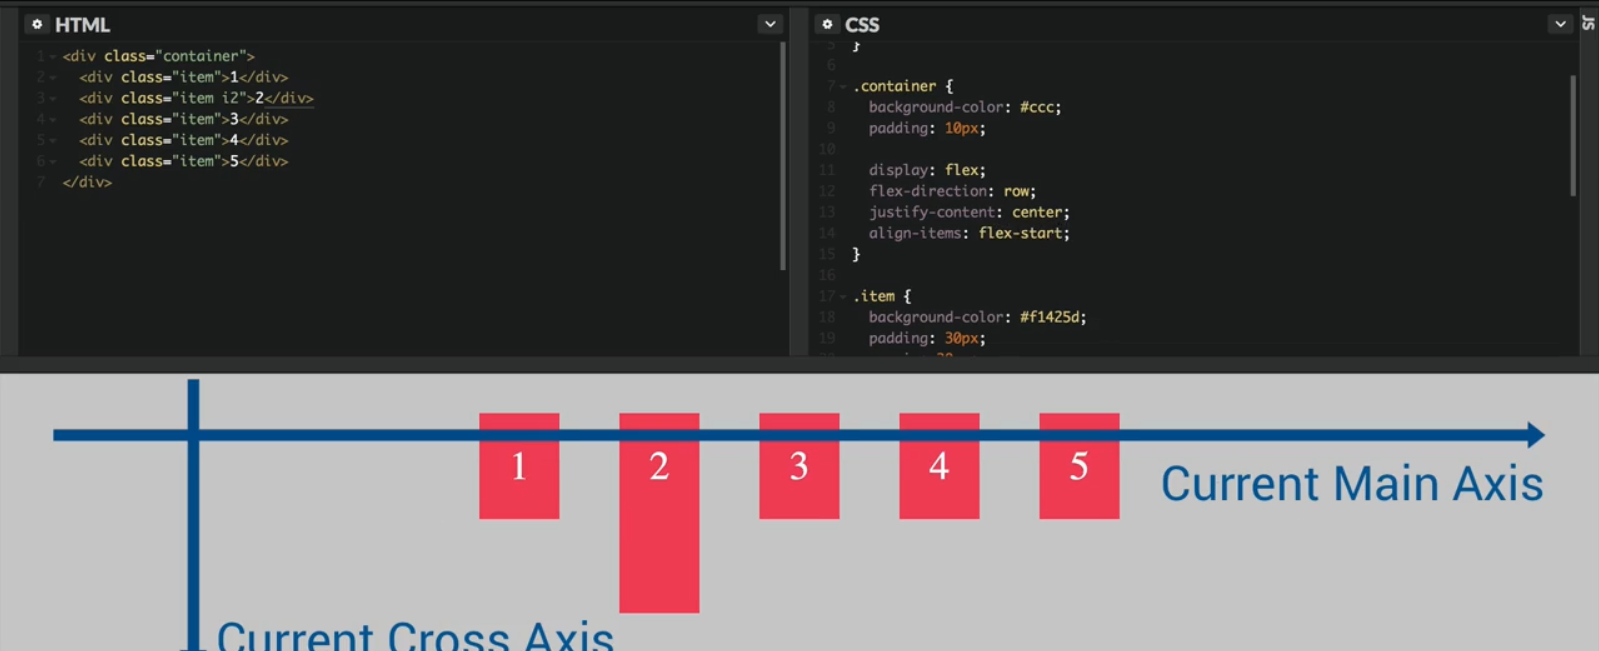 HTML
1 <div class="container">
2 <div class="item">1</div>
3 <div class="item i2">2</div>
4 <div class="item">3</div>
5 <div class="item">4</div>
6 <div class="item">5</div>
7 </div>
CSS
JS
5 }
6
7 .container {
8 background-color: #ccc;
9 padding: 10px;
10
11 display: flex;
12 flex-direction: row;
13 justify-content: center;
14 align-items: flex-start;
15 }
16
17 .item {
18 background-color: #f1425d;
19 padding: 30px;
1 2 3 4 5
Current Main Axis
Current Cross Axis